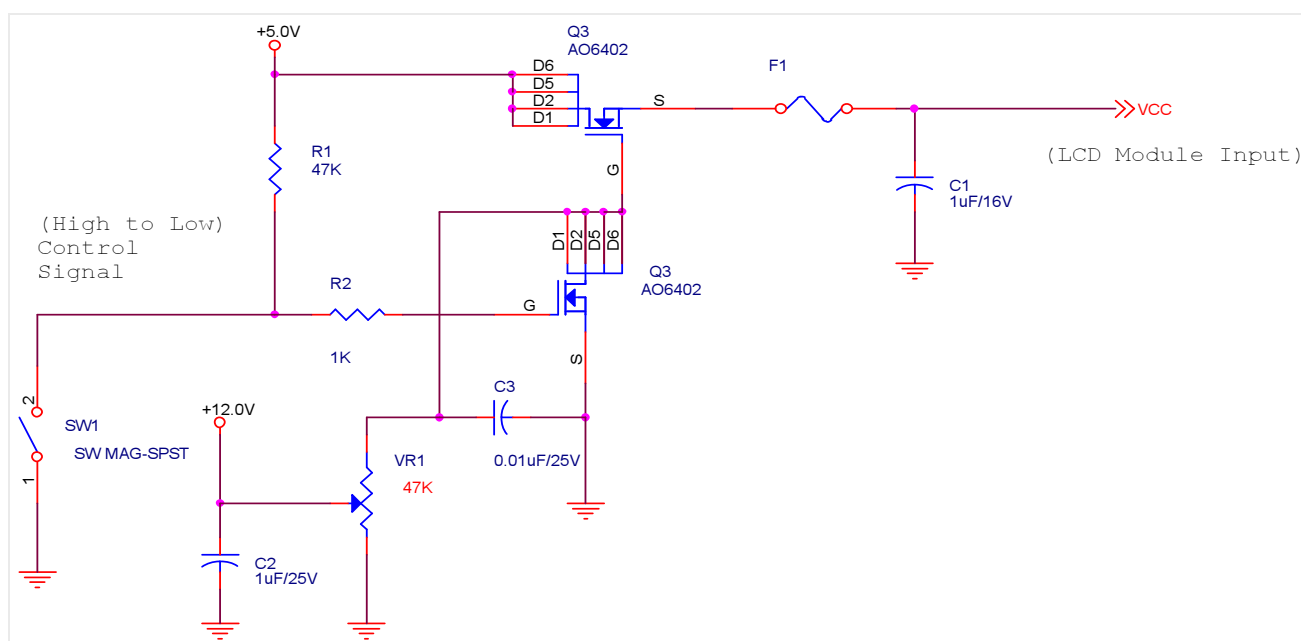 +5.0V
Q3
AO6402
D6
D5
D2
D1
S
G
F1
VCC
(LCD Module Input)
R1
47K
C1
1uF/16V
(High to Low)
Control
Signal
D1
D2
D5
D6
Q3
AO6402
R2
1K
G
S
C3
0.01uF/25V
2
SW1
SW MAG-SPST
1
+12.0V
VR1
47K
C2
1uF/25V